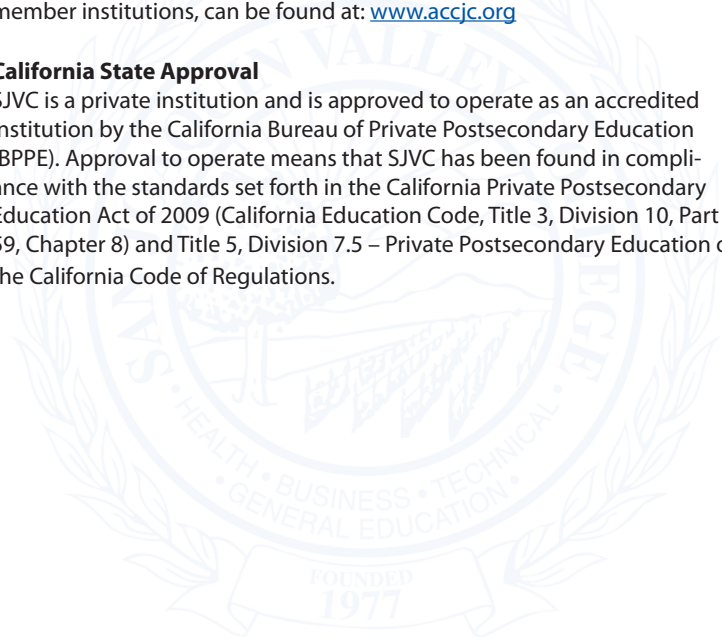 member institutions, can be found at: www.accjc.org
California State Approval
SJVC is a private institution and is approved to operate as an accredited
institution by the California Bureau of Private Postsecondary Education
(BPPE). Approval to operate means that SJVC has been found in compli-
ance with the standards set forth in the California Private Postsecondary
Education Act of 2009 (California Education Code, Title 3, Division 10, Part
59, Chapter 8) and Title 5, Division 7.5 – Private Postsecondary Education o
the California Code of Regulations.
SAN JOAQUIN VALLEY COLLEGE
• HEALTH • BUSINESS • TECHNICAL •
• GENERAL EDUCATION •
FOUNDED
1977